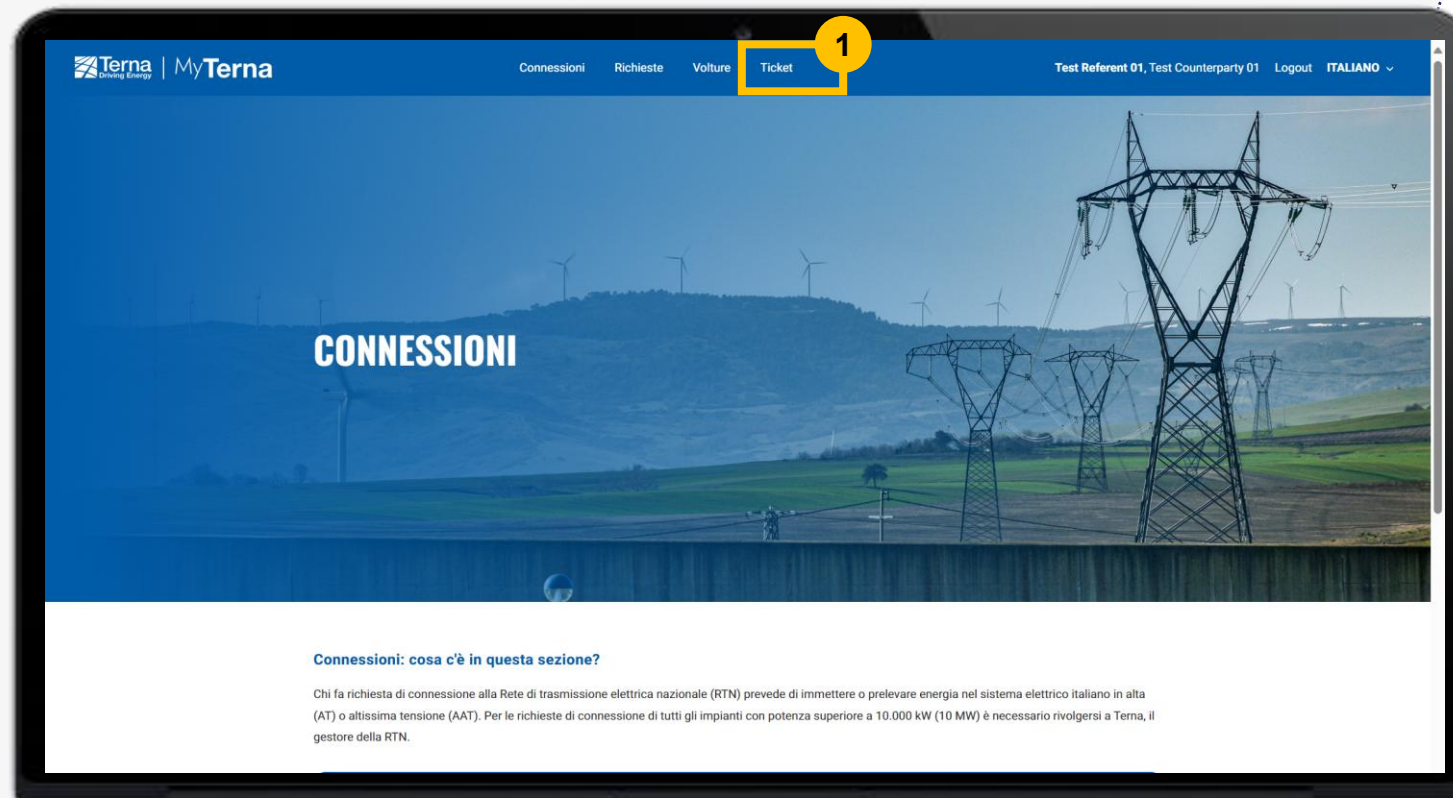 1
Terna Driving Energy | MyTerna Connessioni Richieste Volture Ticket Test Referent 01, Test Counterparty 01 Logout ITALIANO
CONNESSIONI
Connessioni: cosa c'è in questa sezione?
Chi fa richiesta di connessione alla Rete di trasmissione elettrica nazionale (RTN) prevede di immettere o prelevare energia nel sistema elettrico italiano in alta
(AT) o altissima tensione (AAT). Per le richieste di connessione di tutti gli impianti con potenza superiore a 10.000 kW (10 MW) è necessario rivolgersi a Terna, il
gestore della RTN.